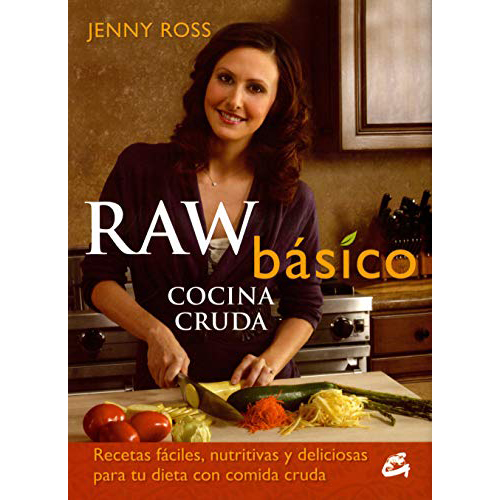 JENNY ROSS
RAW
básico
COCINA
CRUDA
Recetas fáciles, nutritivas y deliciosas
para tu dieta con comida cruda